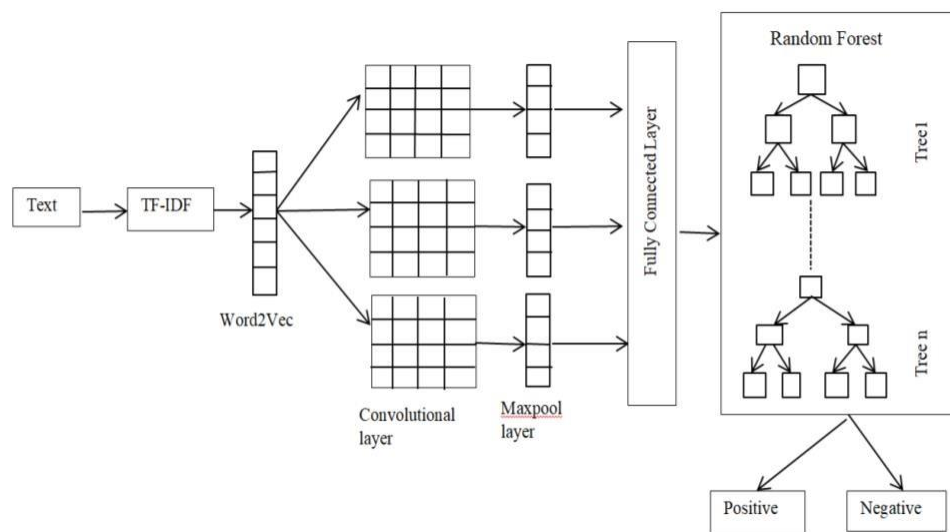 Text
TF-IDF
Word2Vec
Convolutional
layer
Maxpool
layer
Fully Connected Layer
Random Forest
Tree1
Tree n
Positive
Negative